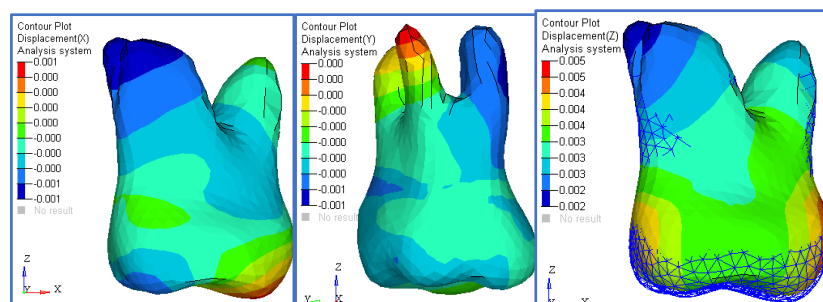 Contour Plot
Displacement(X)
Analysis system
0.001
0.000
0.000
0.000
-0.000
-0.000
-0.000
-0.000
-0.001
-0.001
No result
Z
Y
X
Contour Plot
Displacement(Y)
Analysis system
0.000
0.000
0.000
0.000
-0.000
-0.000
-0.000
-0.000
-0.001
-0.001
No result
Z
Y
X
Contour Plot
Displacement(Z)
Analysis system
0.005
0.005
0.004
0.004
0.004
0.003
0.003
0.003
0.002
0.002
No result
Z
Y
X